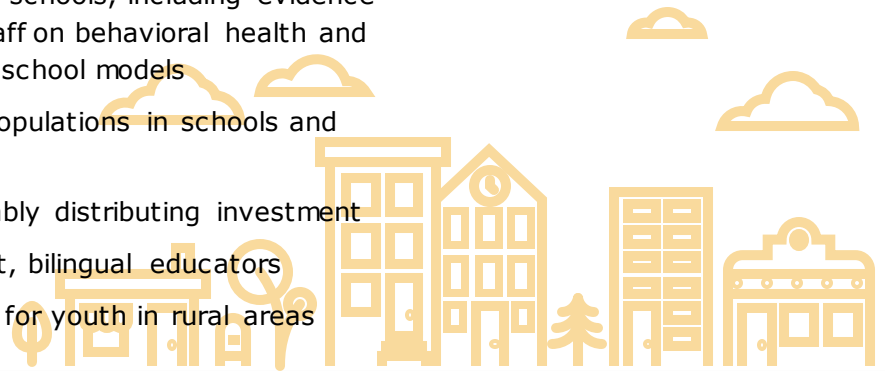 schools, including evidence
aff on behavioral health and
school models
opulations in schools and
bly distributing investment
t, bilingual educators
for youth in rural areas